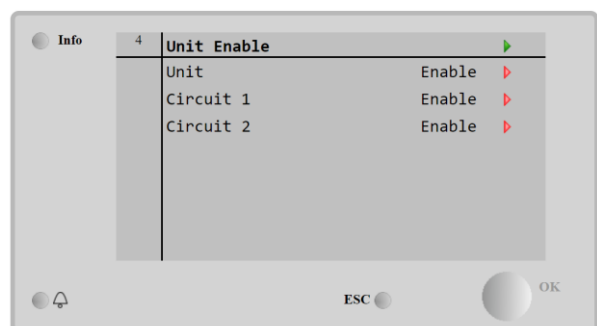 Info
4 Unit Enable
Unit Enable
Circuit 1 Enable
Circuit 2 Enable
ESC
OK